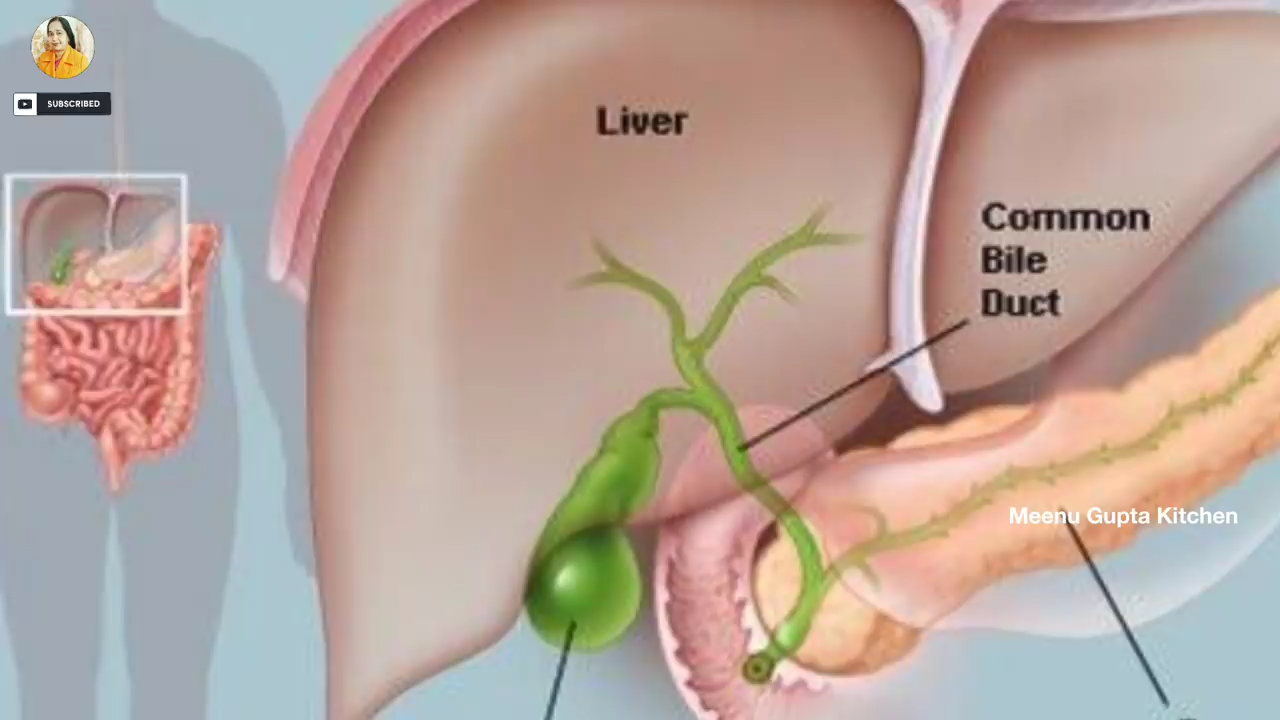 SUBSCRIBED
Liver
Common
Bile
Duct
Meenu Gupta Kitchen